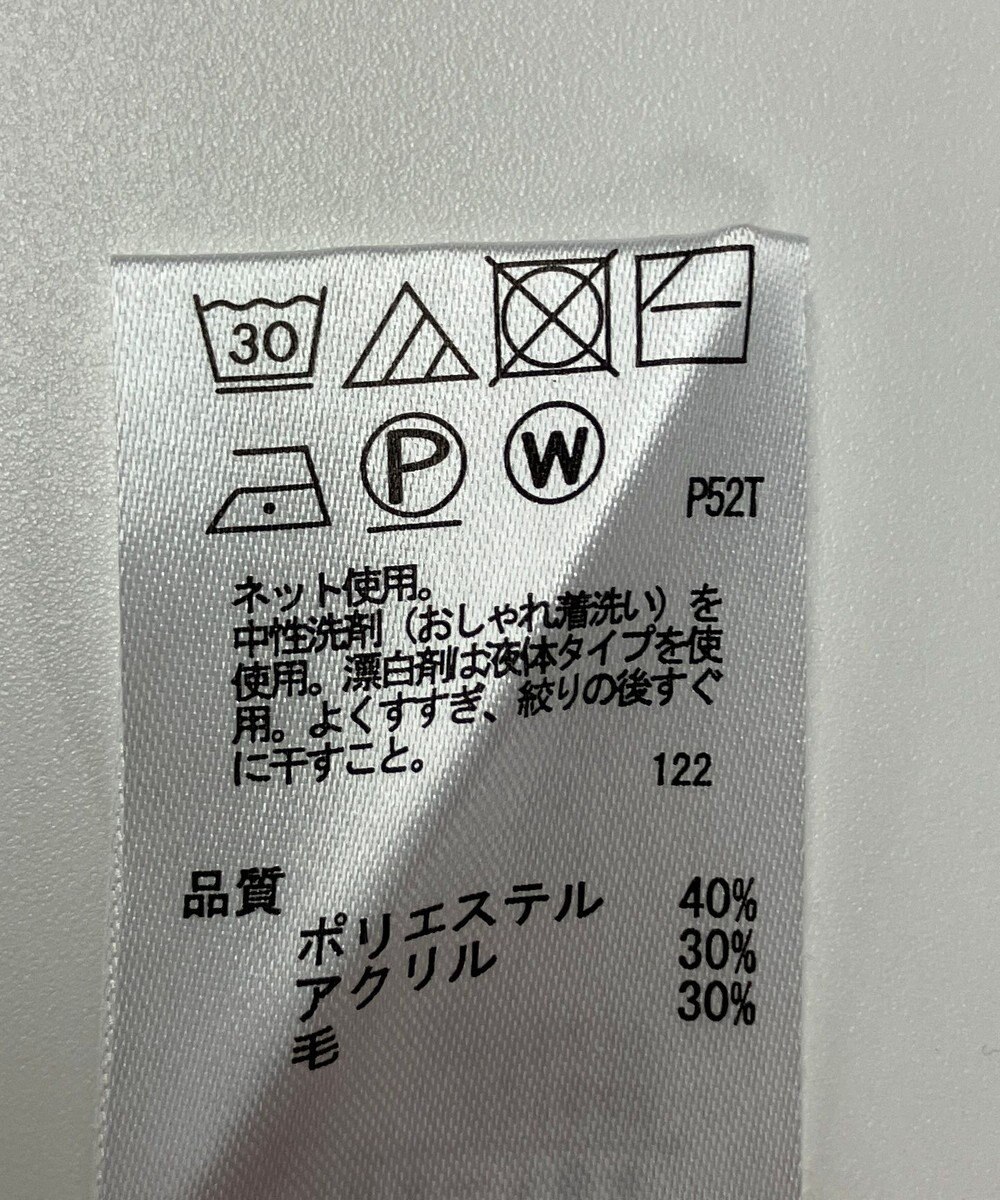 30
P W P52T
ネット使用。
中性洗剤（おしゃれ着洗い）を
使用。漂白剤は液体タイプを使
用。よくすすぎ、絞りの後すぐ
に干すこと。 122
品質
ポリエステル 40%
アクリル 30%
毛 30%